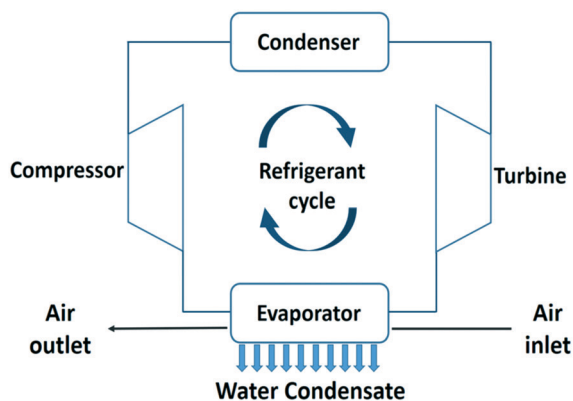 Condenser
Compressor
Refrigerant
cycle
Turbine
Air
outlet
Evaporator
Air
inlet
Water Condensate